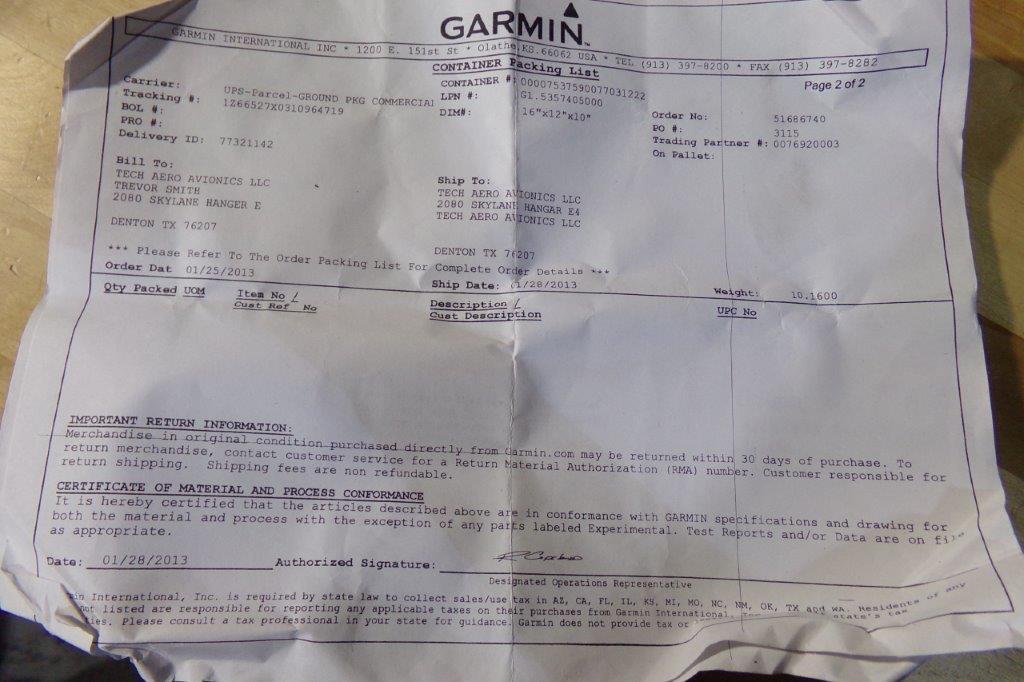 GARMIN
GARMIN INTERNATIONAL INC * 1200 E. 151st St * Olathe, KS. 66062 USA * TEL (913) 397-8200 * FAX (913) 397-8282
CONTAINER Packing List
Page 2 of 2
Carrier: UPS-Parcel-GROUND PKG COMMERCIAL
CONTAINER #: 00007537590077031222
Tracking #: 1Z66527X0310964719
LPN #: G1.5357405000
BOL #:
DIM#: 16"x12"x10"
PRO #:
Delivery ID: 77321142
Order No: 51686740
PO #: 3115
Trading Partner #: 0076920003
On Pallet:
Bill To:
TECH AERO AVIONICS LLC
TREVOR SMITH
2080 SKYLANE HANGER E
DENTON TX 76207
Ship To:
TECH AERO AVIONICS LLC
2080 SKYLANE HANGAR E4
TECH AERO AVIONICS LLC
DENTON TX 76207
*** Please Refer To The Order Packing List For Complete Order Details ***
Order Dat 01/25/2013
Ship Date: 01/28/2013
Weight: 10.1600
Qty Packed UOM Item No / Description / UPC No
Cust Ref No Cust Description
IMPORTANT RETURN INFORMATION:
Merchandise in original condition purchased directly from Garmin.com may be returned within 30 days of purchase. To
return merchandise, contact customer service for a Return Material Authorization (RMA) number. Customer responsible for
return shipping. Shipping fees are non refundable.
CERTIFICATE OF MATERIAL AND PROCESS CONFORMANCE
It is hereby certified that the articles described above are in conformance with GARMIN specifications and drawing for
both the material and process with the exception of any parts labeled Experimental. Test Reports and/or Data are on file
as appropriate.
Date: 01/28/2013 Authorized Signature:
Designated Operations Representative
International, Inc. is required by state law to collect sales/use tax in AZ, CA, FL, IL, KS, MI, MO, NC, NM, OK, TX and WA. Residents of any
not listed are responsible for reporting any applicable taxes on their purchases from Garmin International, state's tax
Please consult a tax professional in your state for guidance. Garmin does not provide tax or